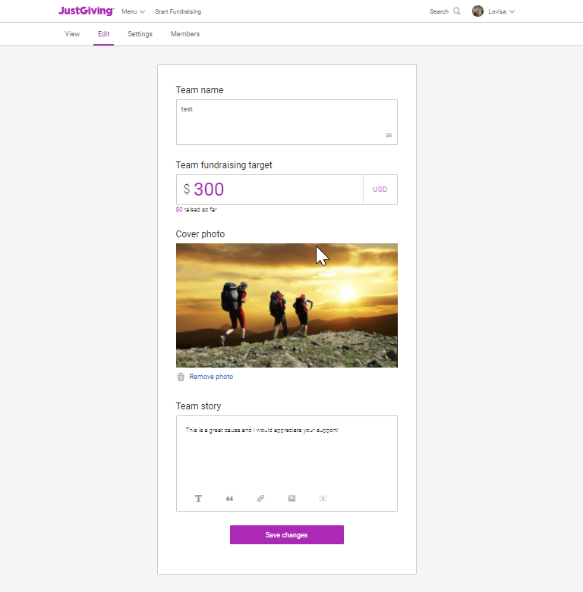 JustGiving
Menu Start Fundraising Search Lovisa
View Edit Settings Members
Team name
test
Team fundraising target
$ 300 USD
$0 raised so far
Cover photo
Remove photo
Team story
This is a great cause and I would appreciate your support!
T
Save changes